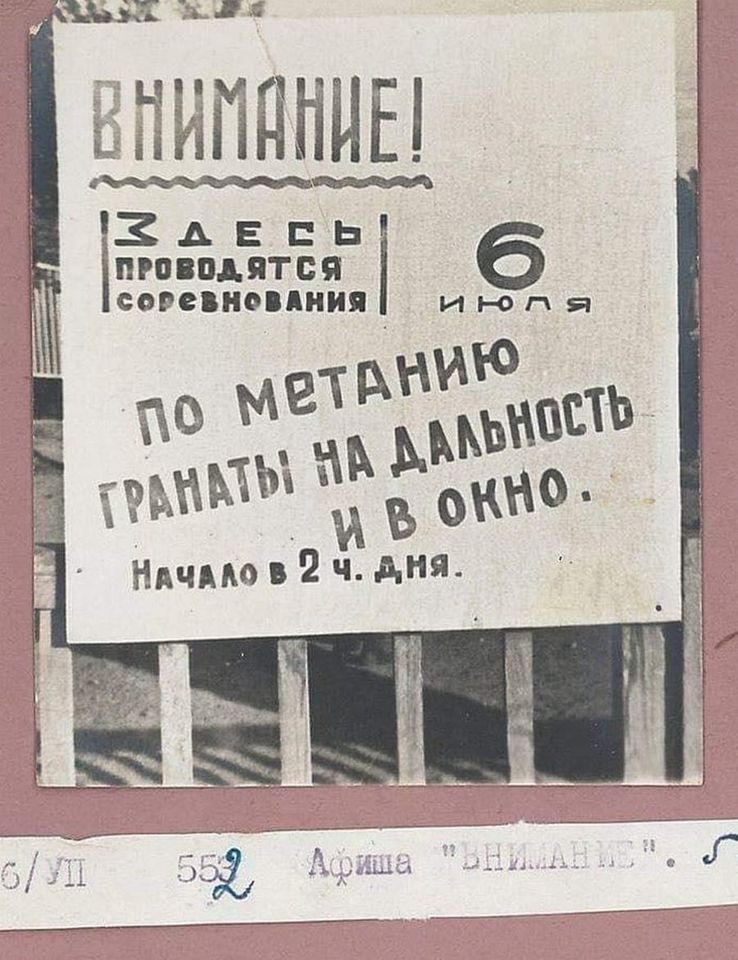 ВНИМАНИЕ!
ЗДЕСЬ
ПРОВОДЯТСЯ
СОРЕВНОВАНИЯ
6
ИЮЛЯ
ПО МЕТАНИЮ
ГРАНАТЫ НА ДАЛЬНОСТЬ
И В ОКНО.
НАЧАЛО В 2 Ч. ДНЯ.
6/УП 552 Афиша "ВНИМАНИЕ".